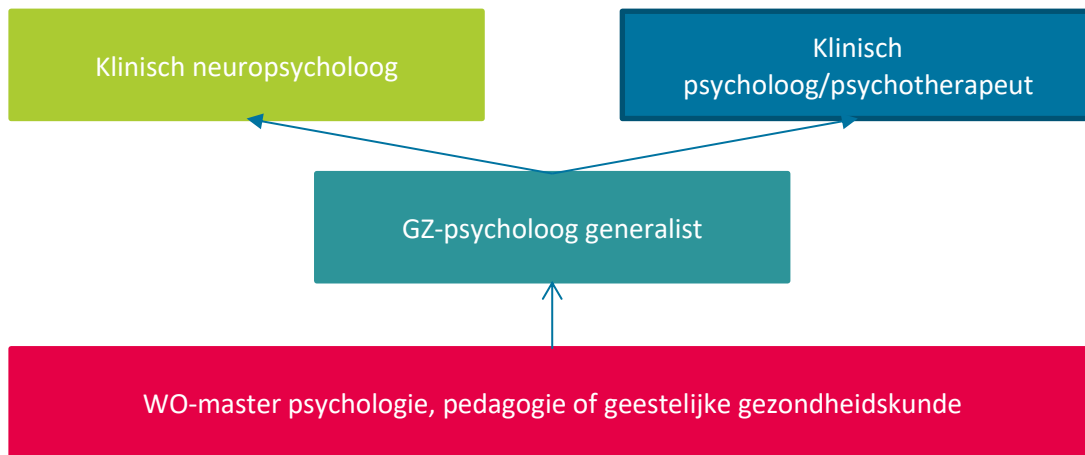 Klinisch neuropsycholoog
Klinisch
psycholoog/psychotherapeut
GZ-psycholoog generalist
WO-master psychologie, pedagogie of geestelijke gezondheidskunde